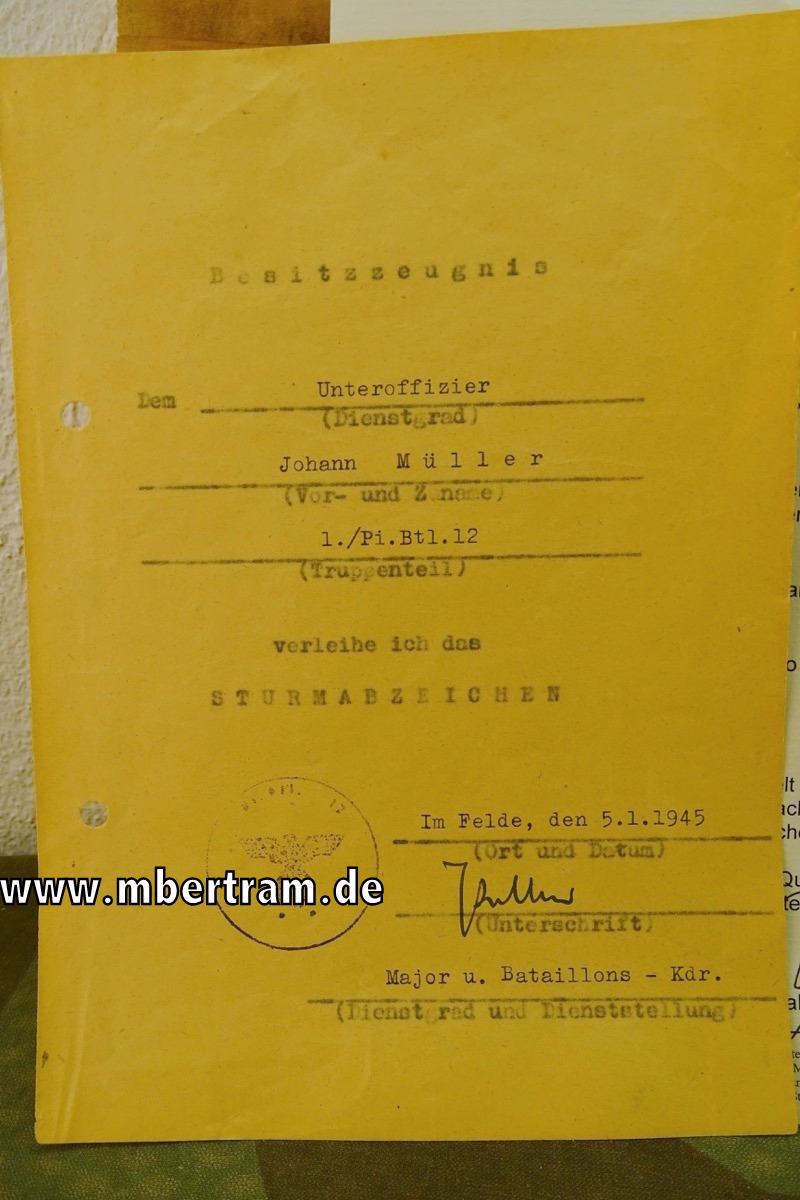 Besitzzeugnis
Dem Unteroffizier
(Dienstgrad)
Johann Müller
(Vor- und Zuname)
1./Pi.Btl.12
(Truppenteil)
verleihe ich das
STURMABZEICHEN
Im Felde, den 5.1.1945
(Ort und Datum)
www.mbertram.de
(Unterschrift)
Major u. Bataillons - Kdr.
(Dienstgrad und Dienststellung)